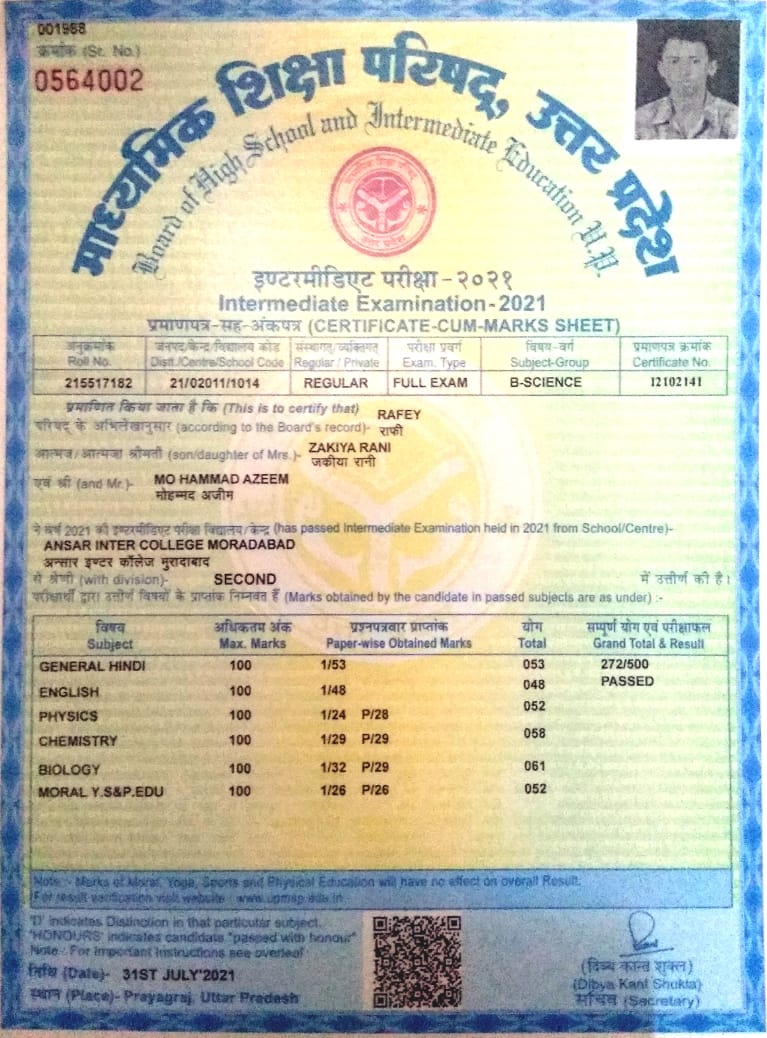 001958
क्रमांक (Sr. No.)
0564002
माध्यमिक शिक्षा परिषद्, उत्तर प्रदेश
Board of High School and Intermediate Education U.P.
इण्टरमीडिएट परीक्षा - २०२१
Intermediate Examination - 2021
प्रमाणपत्र-सह-अंकपत्र (CERTIFICATE-CUM-MARKS SHEET)
अनुक्रमांक जनपद/केन्द्र/विद्यालय कोड संस्थागत/व्यक्तिगत परीक्षा प्रवर्ग विषय-वर्ग प्रमाणपत्र क्रमांक
Roll No. Distt./Centre/School Code Regular / Private Exam. Type Subject-Group Certificate No.
215517182 21/02011/1014 REGULAR FULL EXAM B-SCIENCE 12102141
प्रमाणित किया जाता है कि (This is to certify that) RAFEY
परिषद् के अभिलेखानुसार (according to the Board's record)- राफी
आत्मज/आत्मजा श्रीमती (son/daughter of Mrs.)- ZAKIYA RANI
जकीया रानी
एवं श्री (and Mr.)- MO HAMMAD AZEEM
मोहम्मद अजीम
ने वर्ष 2021 की इण्टरमीडिएट परीक्षा विद्यालय/केन्द्र (has passed Intermediate Examination held in 2021 from School/Centre)-
ANSAR INTER COLLEGE MORADABAD
अन्सार इण्टर कॉलेज मुरादाबाद
से श्रेणी (with division)- SECOND में उत्तीर्ण की है।
परीक्षार्थी द्वारा उत्तीर्ण विषयों के प्राप्तांक निम्नवत हैं (Marks obtained by the candidate in passed subjects are as under) :-
विषय अधिकतम अंक प्रश्नपत्रवार प्राप्तांक योग सम्पूर्ण योग एवं परीक्षाफल
Subject Max. Marks Paper-wise Obtained Marks Total Grand Total & Result
GENERAL HINDI 100 1/53 053 272/500
PASSED
ENGLISH 100 1/48 048
PHYSICS 100 1/24 P/28 052
CHEMISTRY 100 1/29 P/29 058
BIOLOGY 100 1/32 P/29 061
MORAL Y.S&P.EDU 100 1/26 P/26 052
Note :- Marks of Moral, Yoga, Sports and Physical Education will have no effect on overall Result.
For result verification visit website : www.upmsp.edu.in
'D' indicates Distinction in that particular subject.
"HONOURS' indicates candidate "passed with honour"
Note : For Important Instructions see overleaf
तिथि (Date)- 31ST JULY'2021
स्थान (Place)- Prayagraj, Uttar Pradesh
(दिव्य कान्त शुक्ल)
(Dibya Kant Shukla)
सचिव (Secretary)